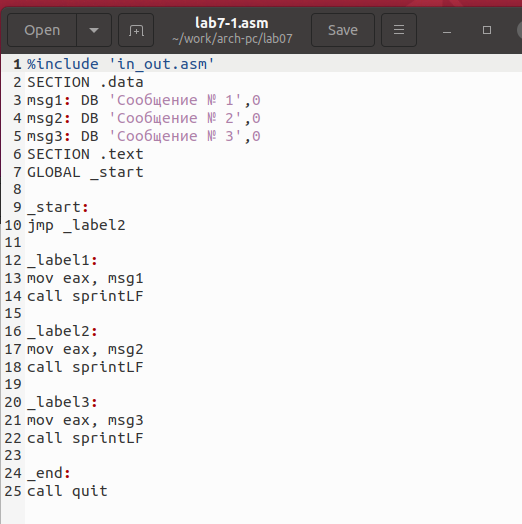 Open
lab7-1.asm
~/work/arch-pc/lab07
Save
1 %include 'in_out.asm'
2 SECTION .data
3 msg1: DB 'Сообщение № 1',0
4 msg2: DB 'Сообщение № 2',0
5 msg3: DB 'Сообщение № 3',0
6 SECTION .text
7 GLOBAL _start
8
9 _start:
10 jmp _label2
11
12 _label1:
13 mov eax, msg1
14 call sprintLF
15
16 _label2:
17 mov eax, msg2
18 call sprintLF
19
20 _label3:
21 mov eax, msg3
22 call sprintLF
23
24 _end:
25 call quit